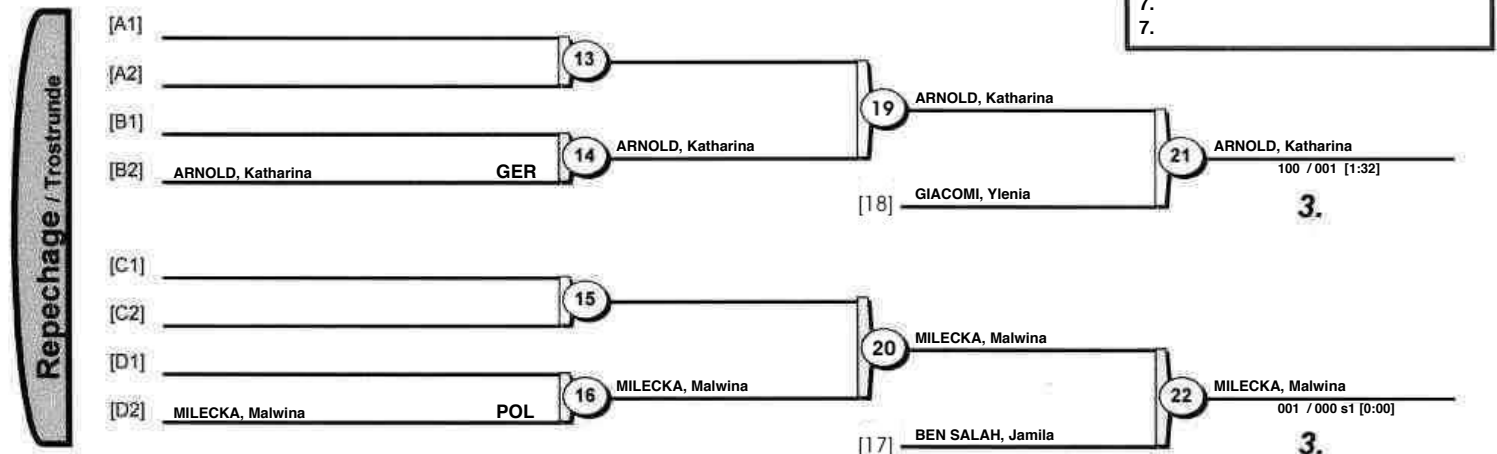 7.
7.
Repechage / Trostrunde
[A1]
13
[A2]
19 ARNOLD, Katharina
[B1]
14 ARNOLD, Katharina
21 ARNOLD, Katharina
100 / 001 [1:32]
[B2] ARNOLD, Katharina GER
[18] GIACOMI, Ylenia
3.
[C1]
15
[C2]
20 MILECKA, Malwina
[D1]
16 MILECKA, Malwina
22 MILECKA, Malwina
001 / 000 s1 [0:00]
[D2] MILECKA, Malwina POL
[17] BEN SALAH, Jamila
3.